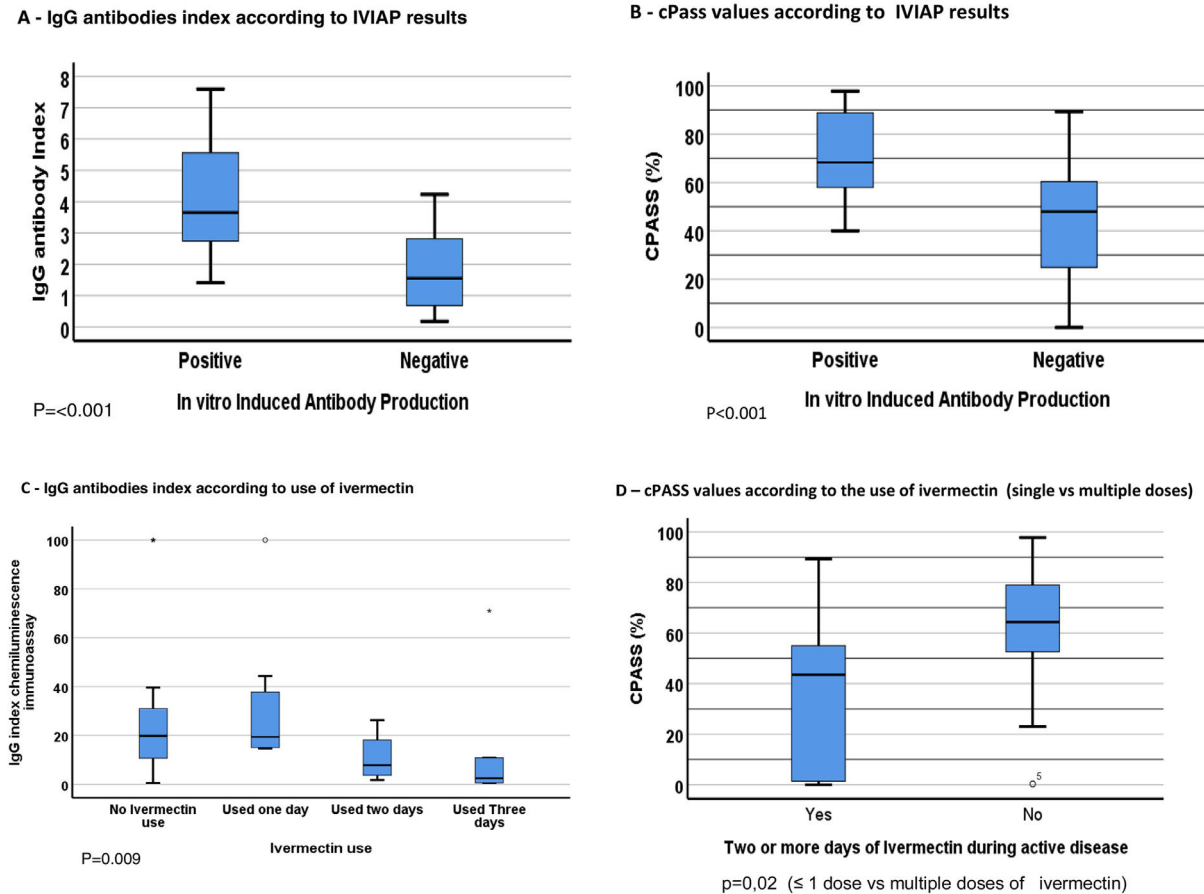 A - IgG antibodies index according to IVIAP results
8
7
6
5
4
3
2
1
0
IgG antibody Index
Positive
Negative
In vitro Induced Antibody Production
P=<0.001
B - cPass values according to IVIAP results
100
80
60
40
20
0
CPASS (%)
Positive
Negative
In vitro Induced Antibody Production
P<0.001
C - IgG antibodies index according to use of ivermectin
100
80
60
40
20
0
IgG index chemiluminescence
immunoassay
*
*
No Ivermectin
use
Used one day
Used two days
Used Three
days
Ivermectin use
P=0.009
D – cPASS values according to the use of ivermectin (single vs multiple doses)
100
80
60
40
20
0
CPASS (%)
5
Yes
No
Two or more days of Ivermectin during active disease
p=0,02 (≤ 1 dose vs multiple doses of ivermectin)